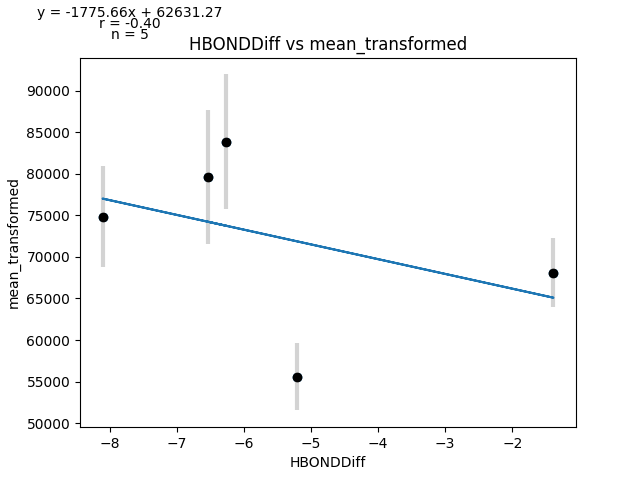 y = -1775.66x + 62631.27
r = -0.40
n = 5
HBONDDiff vs mean_transformed
90000
85000
80000
75000
70000
65000
60000
55000
50000
mean_transformed
−8 −7 −6 −5 −4 −3 −2
HBONDDiff